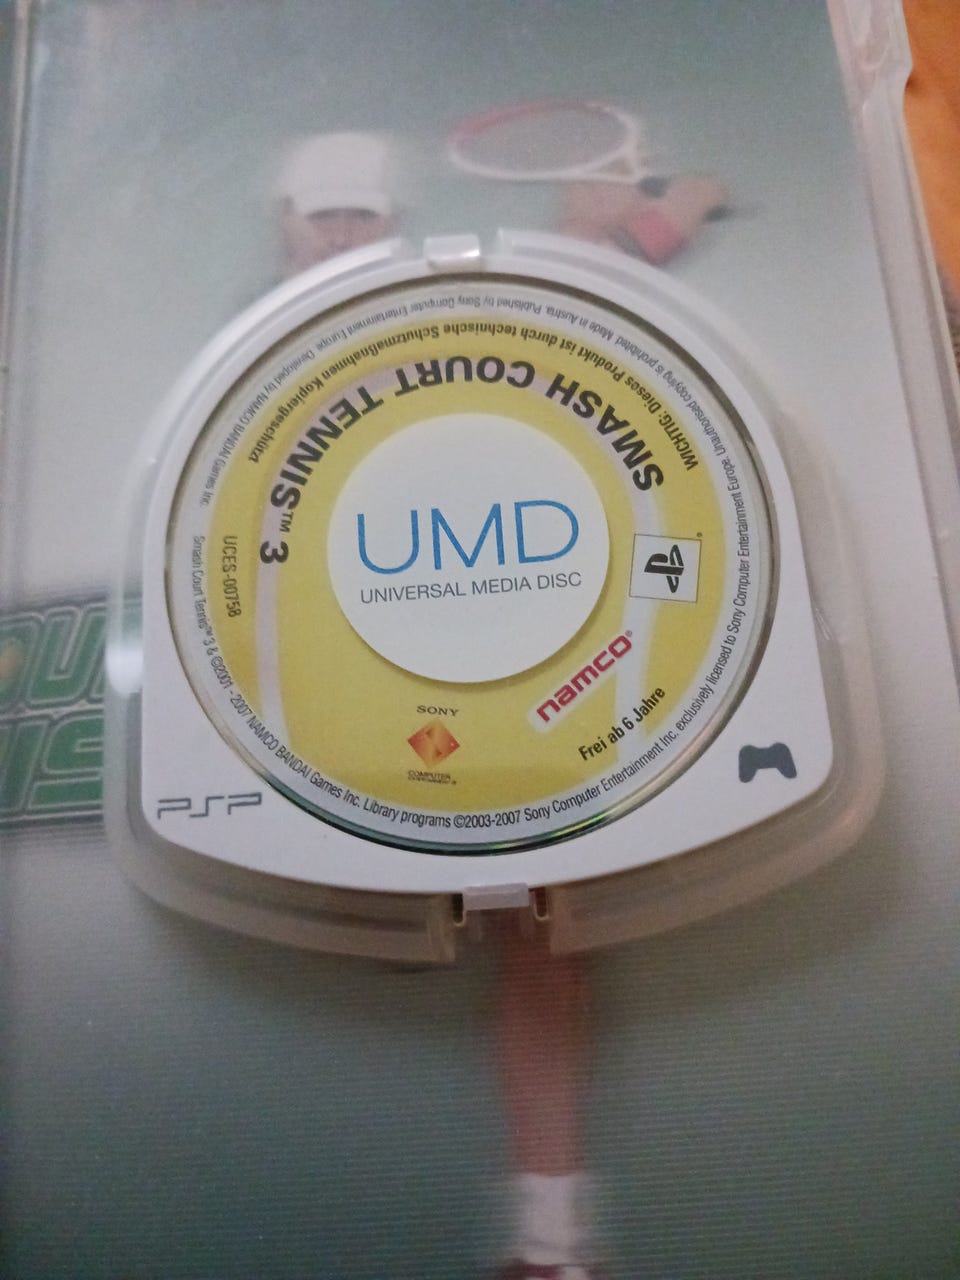 SMASH COURT TENNIS™ 3
WICHTIG: Dieses Produkt ist durch technische Schutzmaßnahmen Kopiergeschützt
UMD
UNIVERSAL MEDIA DISC
UCES-00758
namco®
Frei ab 6 Jahre
SONY
COMPUTER
ENTERTAINMENT
Smash Court Tennis™ 3 & ©2001 - 2007 NAMCO BANDAI Games Inc. Library programs ©2003-2007 Sony Computer Entertainment Inc. exclusively licensed to Sony Computer Entertainment Europe. Unauthorised copying is prohibited. Made in Austria. Published by Sony Computer Entertainment Europe. Developed by NAMCO BANDAI Games Inc.
PSP